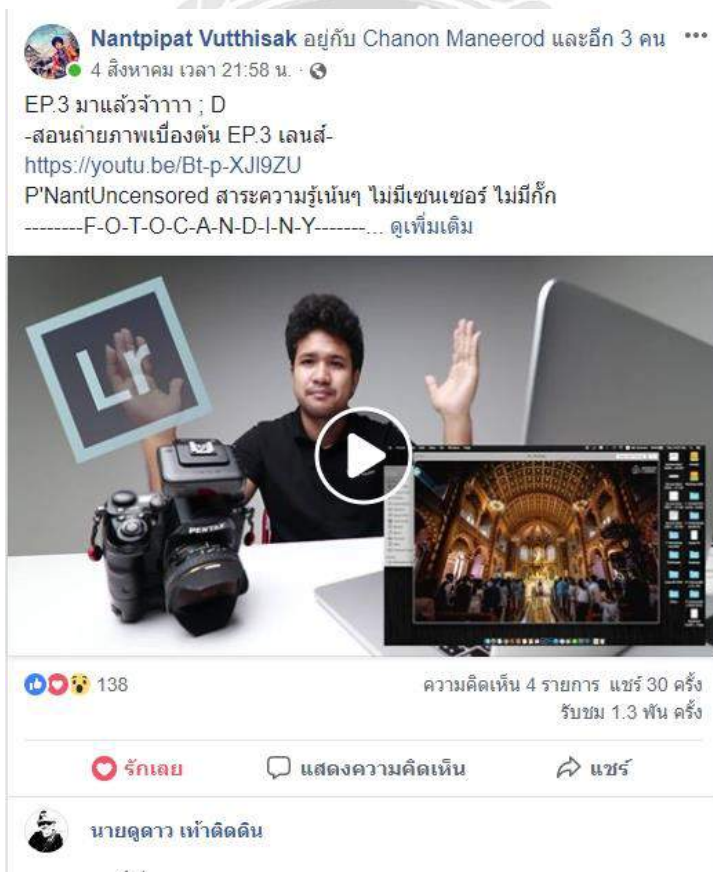 Nantpipat Vutthisak อยู่กับ Chanon Maneerod และอีก 3 คน
4 สิงหาคม เวลา 21:58 น. ·
EP.3 มาแล้วจ้าาาา ; D
-สอนถ่ายภาพเบื่องต้น EP.3 เลนส์-
https://youtu.be/Bt-p-XJI9ZU
P'NantUncensored สาระความรู้เน้นๆ ไม่มีเซนเซอร์ ไม่มีกั๊ก
--------F-O-T-O-C-A-N-D-I-N-Y-------... ดูเพิ่มเติม
Lr
PENTAX
138
ความคิดเห็น 4 รายการ แชร์ 30 ครั้ง
รับชม 1.3 พัน ครั้ง
รักเลย แสดงความคิดเห็น แชร์
นายดูดาว เท้าติดดิน